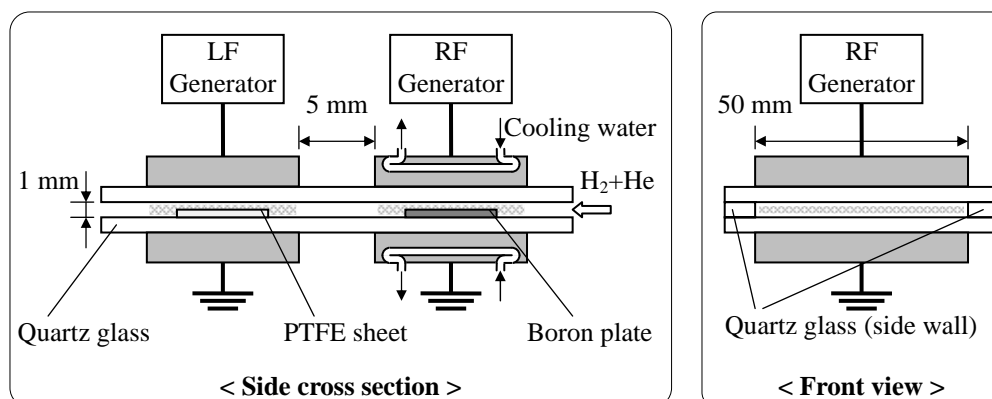 LF
Generator
RF
Generator
5 mm
Cooling water
1 mm
H₂+He
Quartz glass
PTFE sheet
Boron plate
< Side cross section >
RF
Generator
50 mm
Quartz glass (side wall)
< Front view >